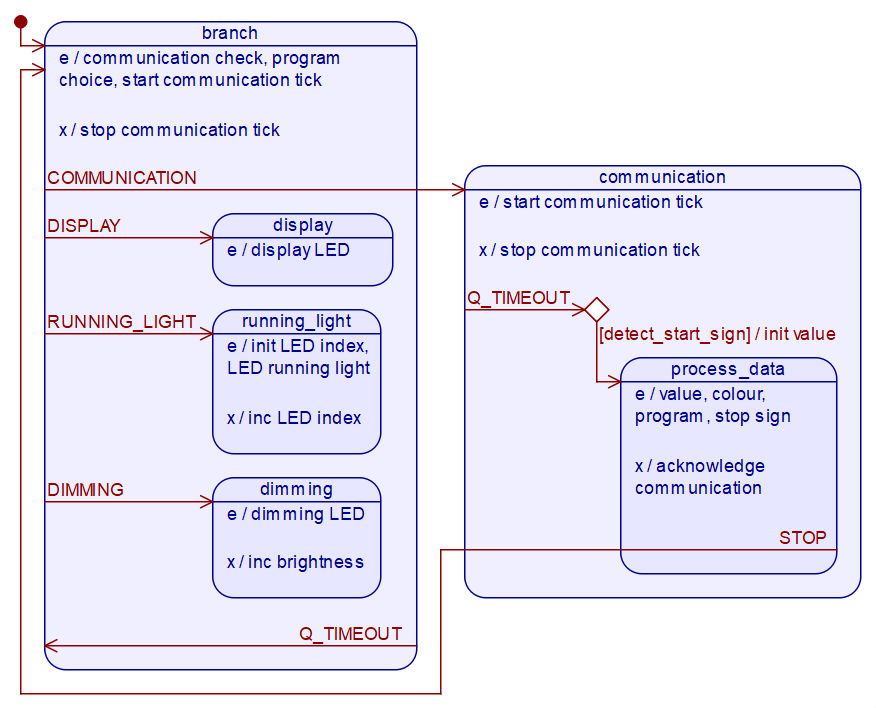 branch
e / communication check, program
choice, start communication tick
x / stop communication tick
COMMUNICATION
DISPLAY
display
e / display LED
RUNNING_LIGHT
running_light
e / init LED index,
LED running light
x / inc LED index
DIMMING
dimming
e / dimming LED
x / inc brightness
Q_TIMEOUT
communication
e / start communication tick
x / stop communication tick
Q_TIMEOUT
[detect_start_sign] / init value
process_data
e / value, colour,
program, stop sign
x / acknowledge
communication
STOP